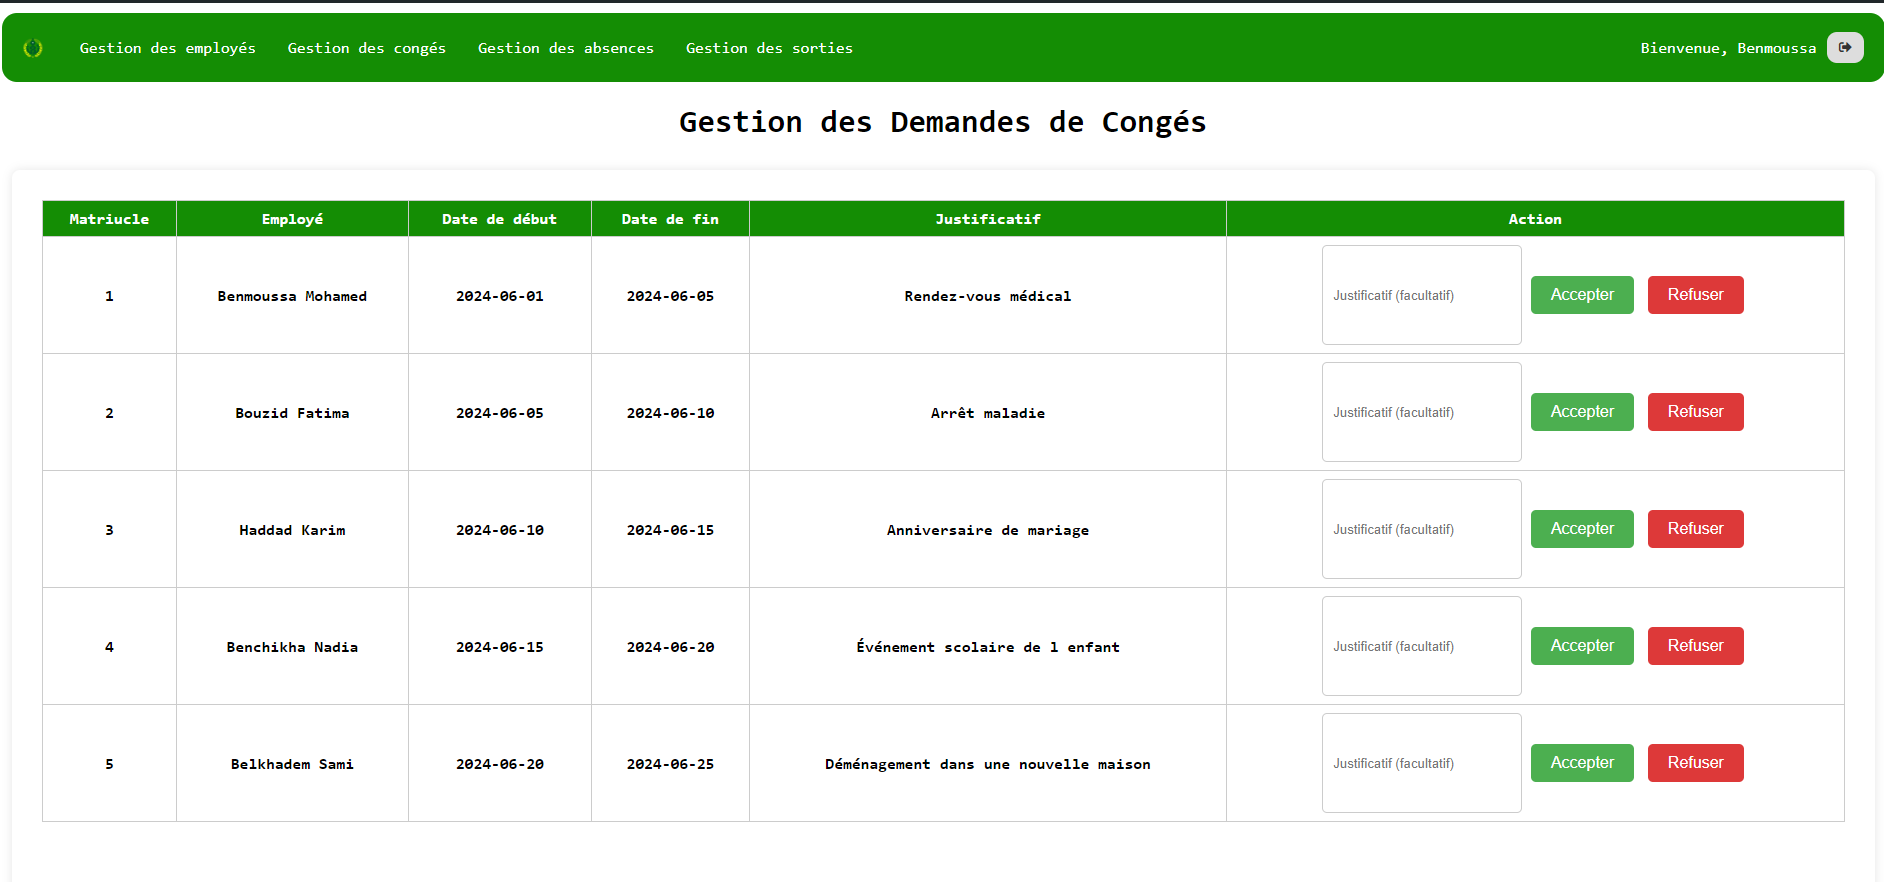 Gestion des employés Gestion des congés Gestion des absences Gestion des sorties Bienvenue, Benmoussa
Gestion des Demandes de Congés
Matriucle Employé Date de début Date de fin Justificatif Action
1 Benmoussa Mohamed 2024-06-01 2024-06-05 Rendez-vous médical Justificatif (facultatif) Accepter Refuser
2 Bouzid Fatima 2024-06-05 2024-06-10 Arrêt maladie Justificatif (facultatif) Accepter Refuser
3 Haddad Karim 2024-06-10 2024-06-15 Anniversaire de mariage Justificatif (facultatif) Accepter Refuser
4 Benchikha Nadia 2024-06-15 2024-06-20 Événement scolaire de l enfant Justificatif (facultatif) Accepter Refuser
5 Belkhadem Sami 2024-06-20 2024-06-25 Déménagement dans une nouvelle maison Justificatif (facultatif) Accepter Refuser